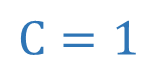 C = 1